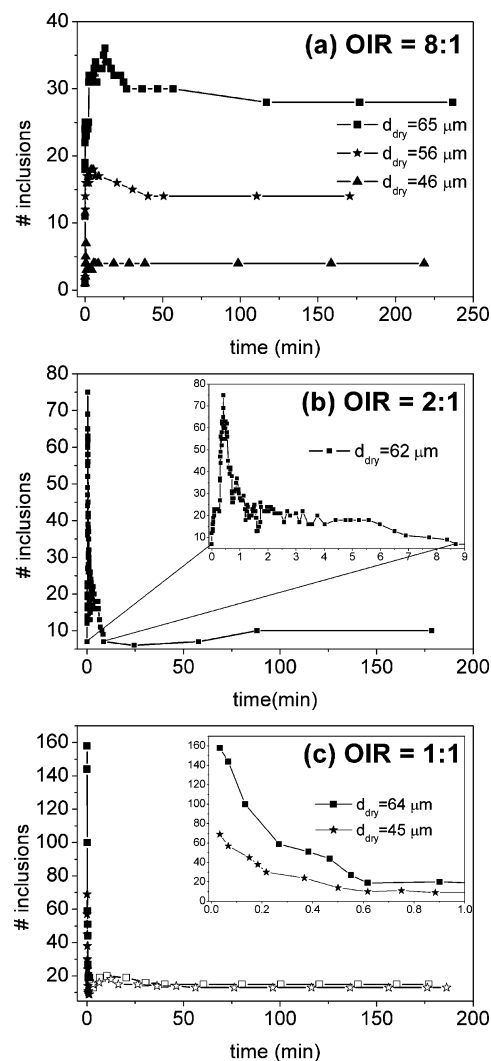 (a) OIR = 8:1
40
30
20
10
0
# inclusions
d_dry=65 μm
d_dry=56 μm
d_dry=46 μm
0 50 100 150 200 250
time (min)
(b) OIR = 2:1
80
70
60
50
40
30
20
10
# inclusions
80
70
60
50
40
30
20
10
d_dry=62 μm
0 1 2 3 4 5 6 7 8 9
0 50 100 150 200
time(min)
(c) OIR = 1:1
160
140
120
100
80
60
40
20
# inclusions
160
140
120
100
80
60
40
20
0
d_dry=64 μm
d_dry=45 μm
0.0 0.2 0.4 0.6 0.8 1.0
0 50 100 150 200
time (min)